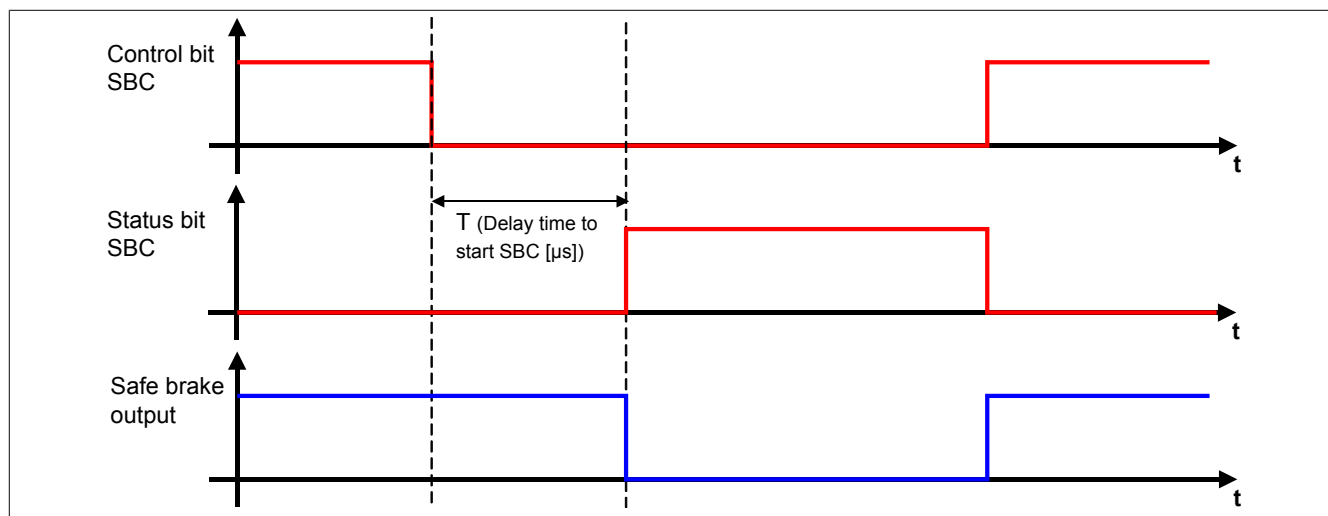 Control bit
SBC
t
T (Delay time to
start SBC [µs])
Status bit
SBC
t
Safe brake
output
t